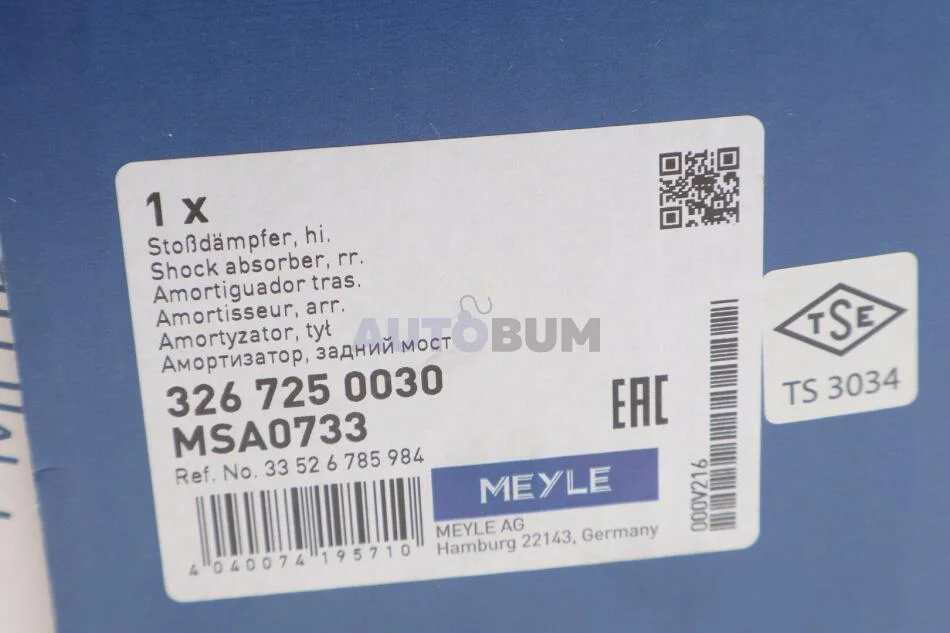 1 x
Stoßdämpfer, hi.
Shock absorber, rr.
Amortiguador tras.
Amortisseur, arr.
Amortyzator, tył
Амортизатор, задний мост
326 725 0030
MSA0733
Ref. No. 33 52 6 785 984
4 040074 195710
MEYLE
MEYLE AG
Hamburg 22143, Germany
EAC
000V216
TSE
TS 3034
AUTOBUM